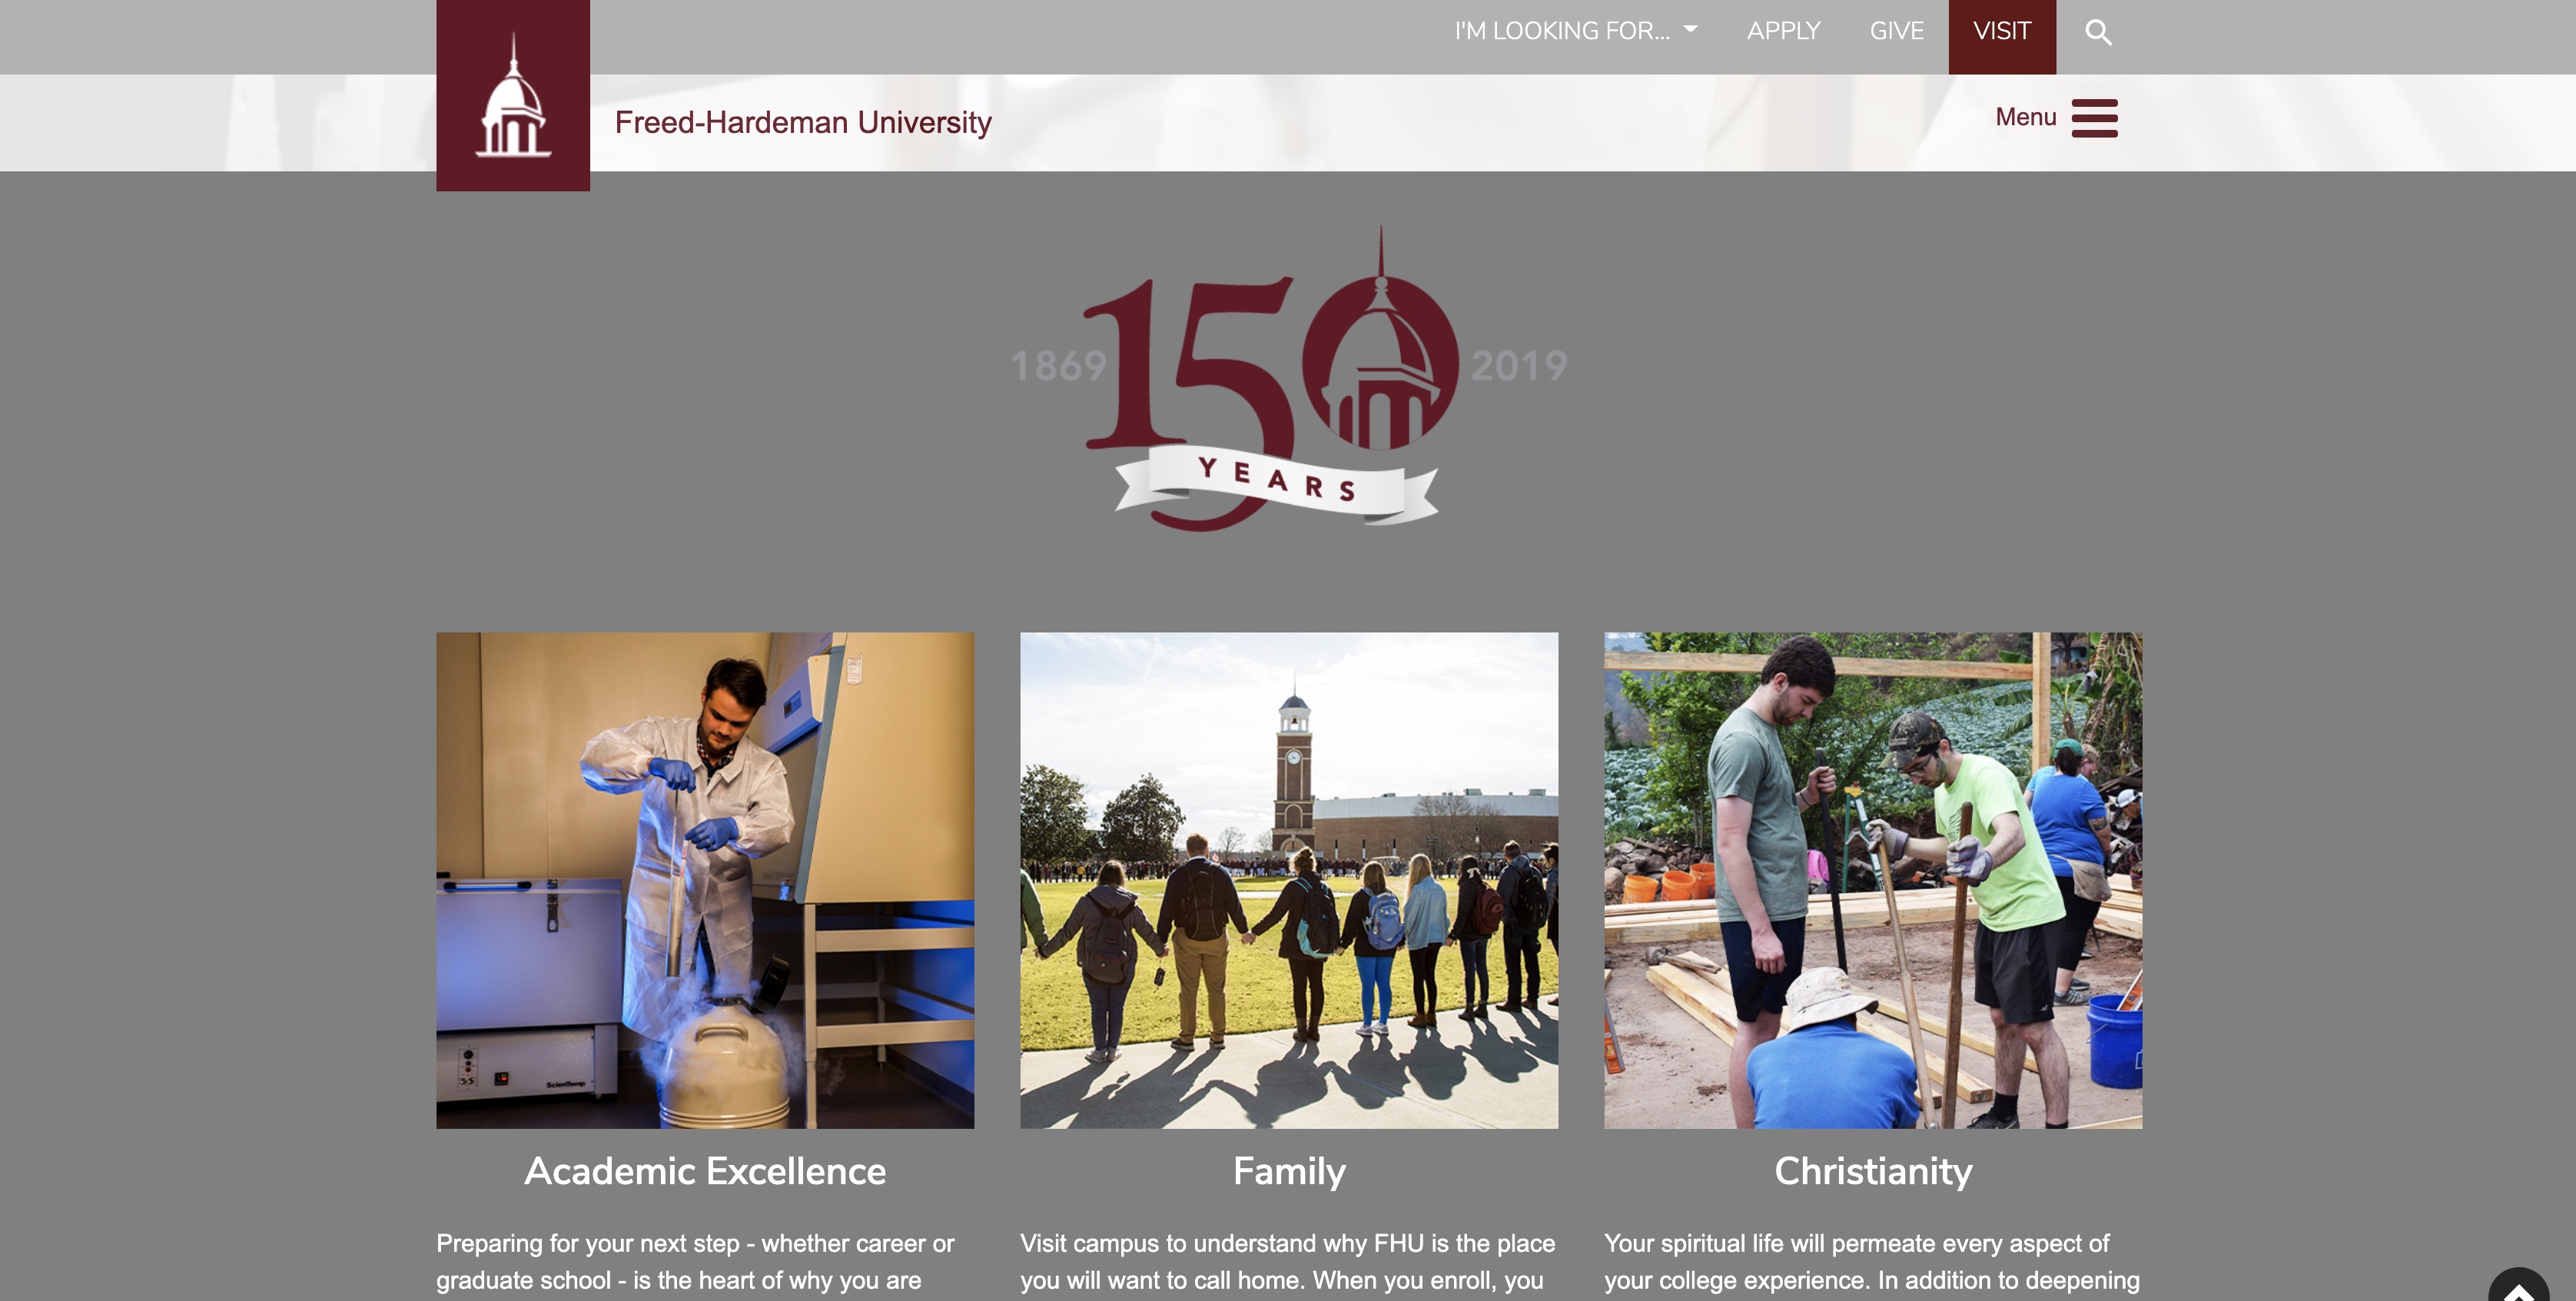 I'M LOOKING FOR...
APPLY
GIVE
VISIT
Freed-Hardeman University
Menu
1869
150
2019
YEARS
ScienTemp
Academic Excellence
Preparing for your next step - whether career or
graduate school - is the heart of why you are
Family
Visit campus to understand why FHU is the place
you will want to call home. When you enroll, you
Christianity
Your spiritual life will permeate every aspect of
your college experience. In addition to deepening